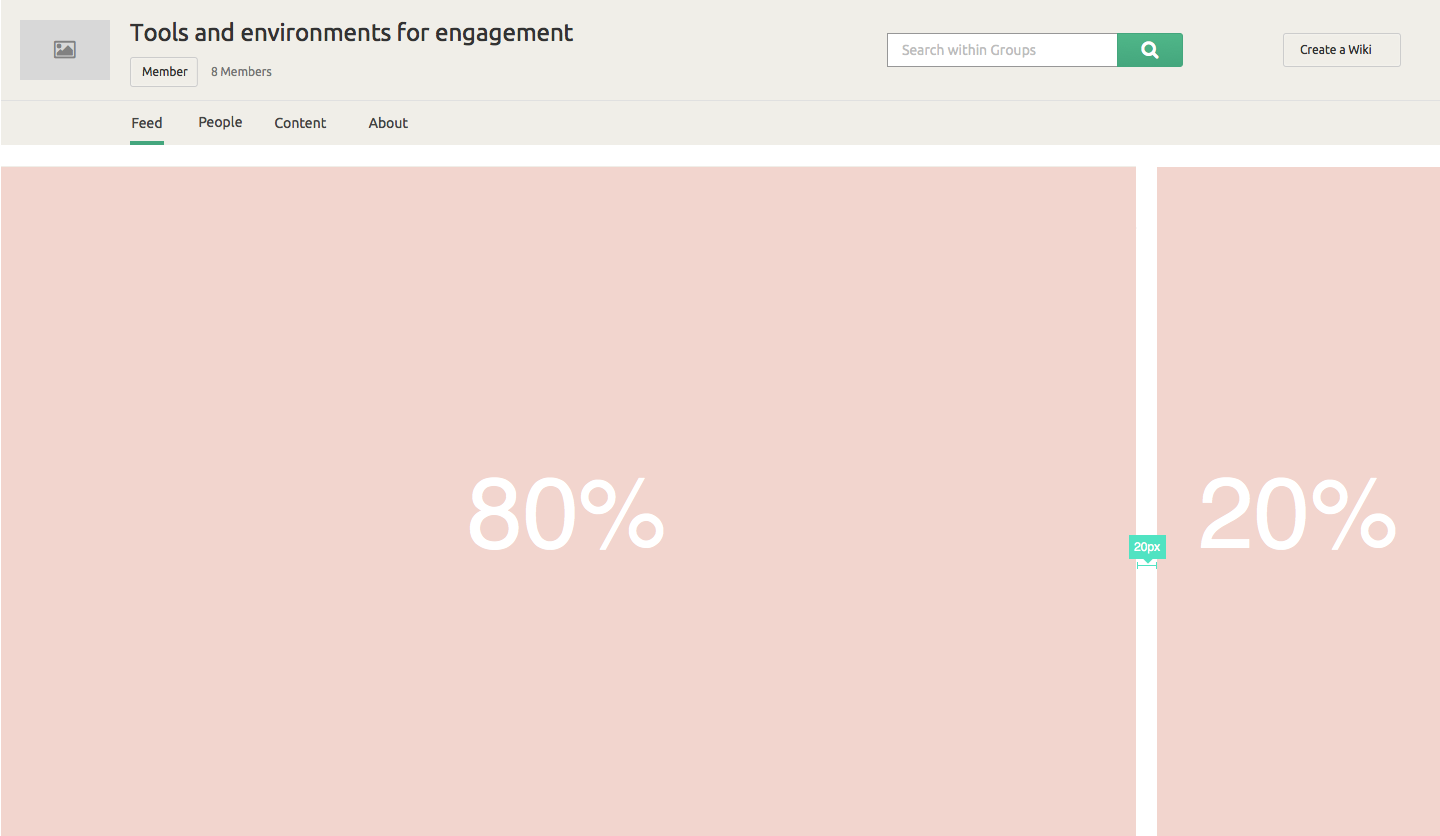 Tools and environments for engagement
Member 8 Members
Search within Groups
Create a Wiki
Feed People Content About
80%
20%
20px